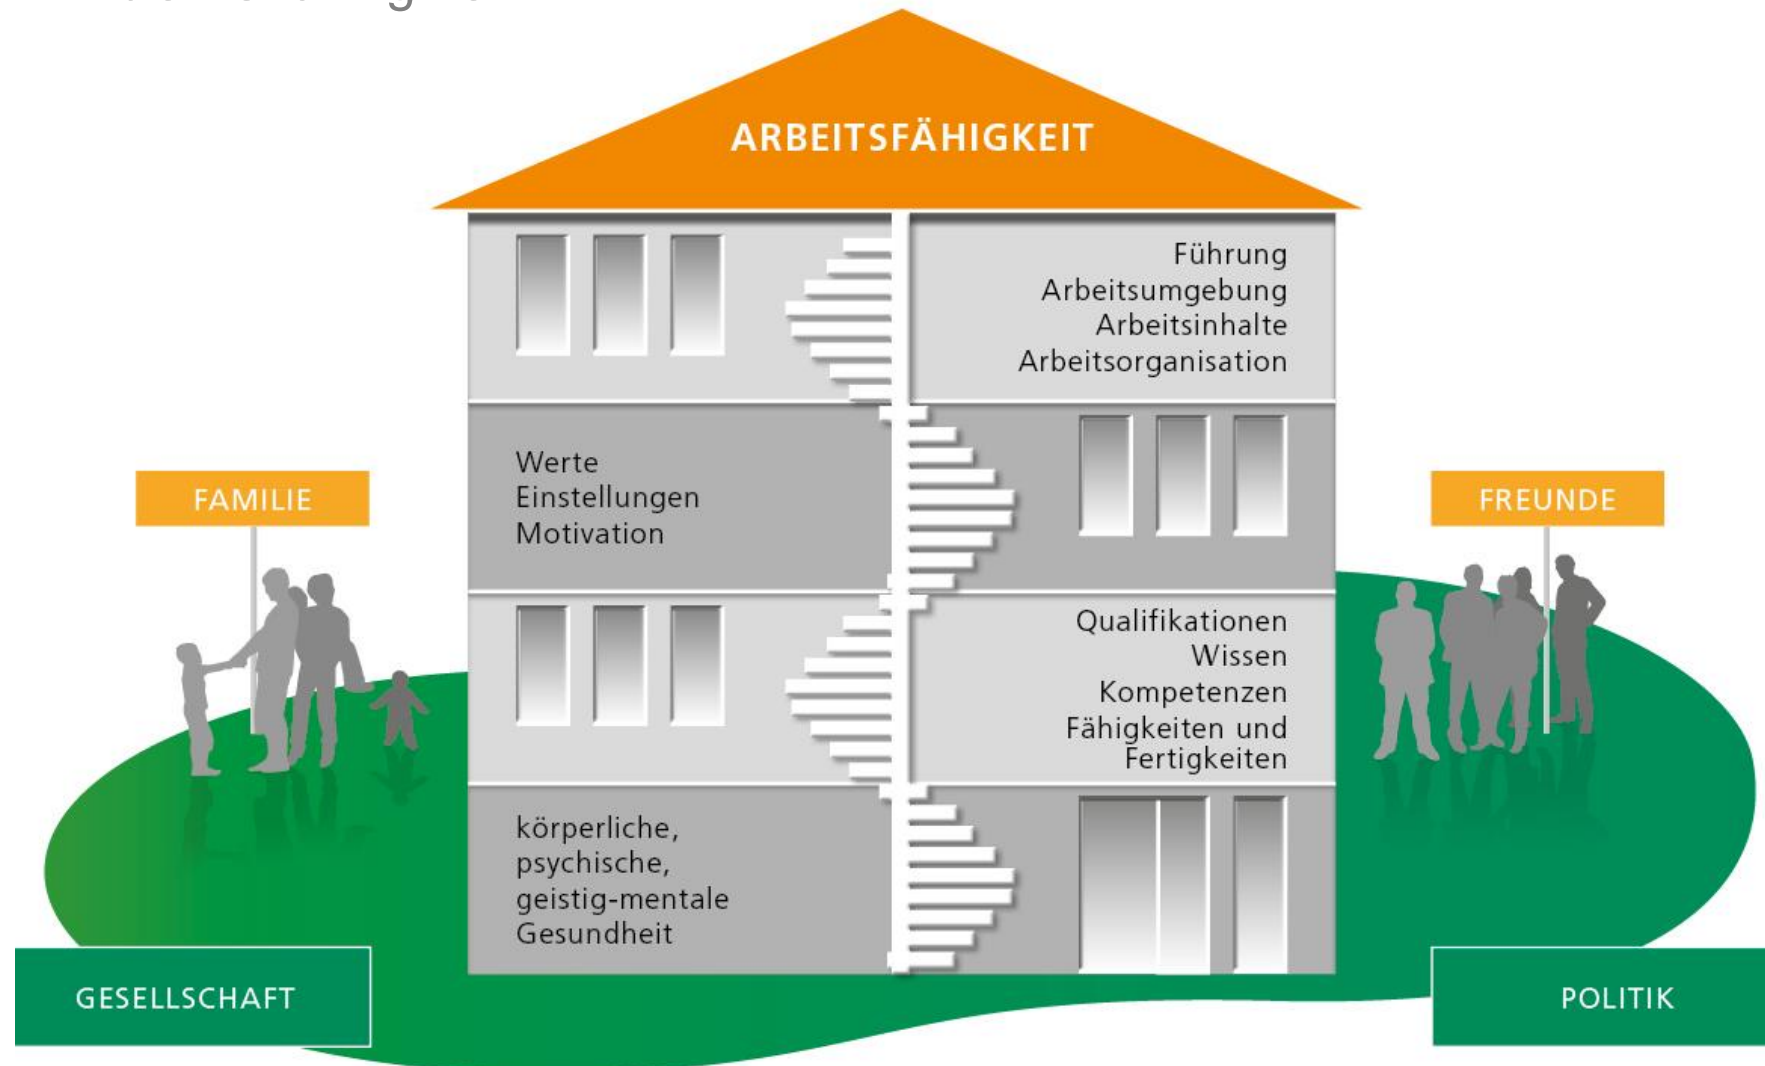 ARBEITSFÄHIGKEIT
Führung
Arbeitsumgebung
Arbeitsinhalte
Arbeitsorganisation
Werte
Einstellungen
Motivation
FAMILIE
FREUNDE
Qualifikationen
Wissen
Kompetenzen
Fähigkeiten und
Fertigkeiten
körperliche,
psychische,
geistig-mentale
Gesundheit
GESELLSCHAFT
POLITIK